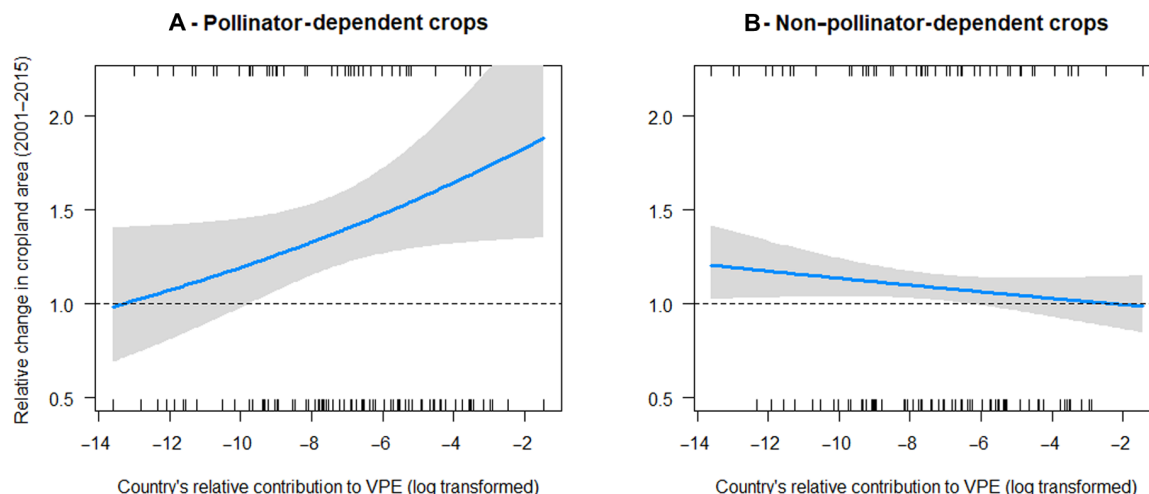 A - Pollinator-dependent crops
Relative change in cropland area (2001–2015)
2.0
1.5
1.0
0.5
−14 −12 −10 −8 −6 −4 −2
Country's relative contribution to VPE (log transformed)
B - Non-pollinator-dependent crops
2.0
1.5
1.0
0.5
−14 −12 −10 −8 −6 −4 −2
Country's relative contribution to VPE (log transformed)